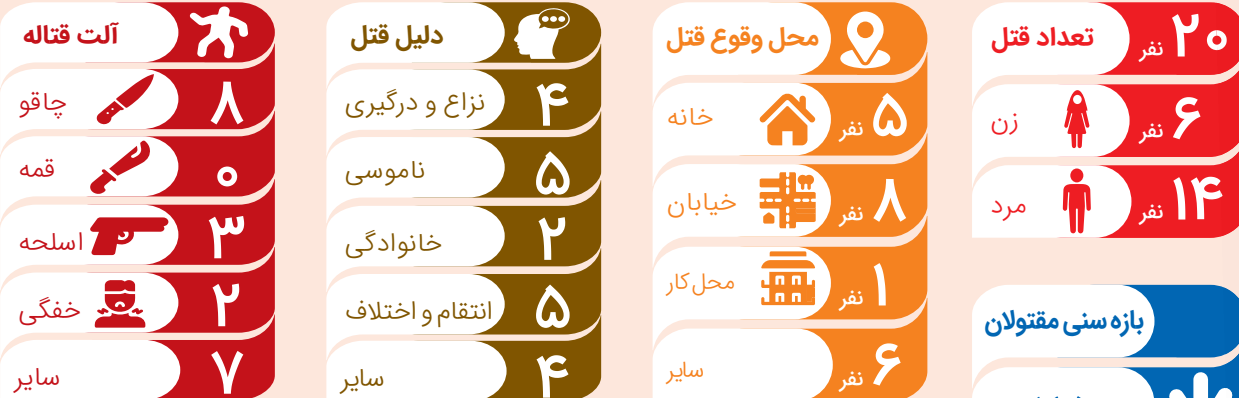 ۲۰ نفر تعداد قتل
۶ نفر زن
۱۴ نفر مرد
بازه سنی مقتولان
محل وقوع قتل
۵ نفر خانه
۸ نفر خیابان
۱ نفر محل کار
۶ نفر سایر
دلیل قتل
۴ نزاع و درگیری
۵ ناموسی
۲ خانوادگی
۵ انتقام و اختلاف
۴ سایر
آلت قتاله
۸ چاقو
۰ قمه
۳ اسلحه
۲ خفگی
۷ سایر